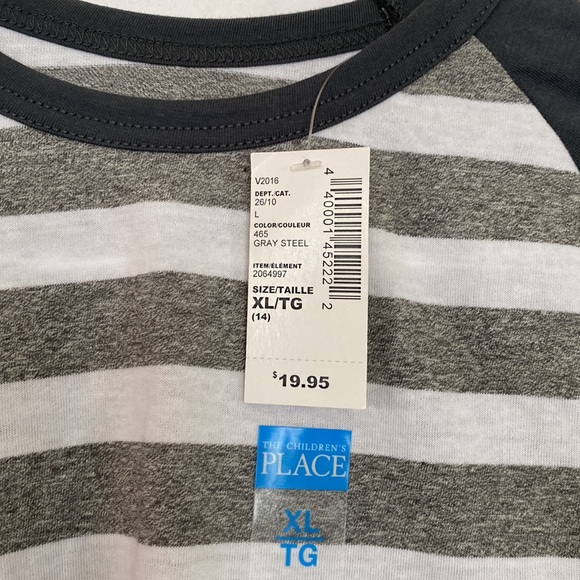 V2016
DEPT./CAT.
26/10
L
COLOR/COULEUR
465
GRAY STEEL
ITEM/ÉLÉMENT
2064997
SIZE/TAILLE
XL/TG
(14)
$19.95
4 40001 45222 2
THE CHILDREN'S
PLACE
XL
TG